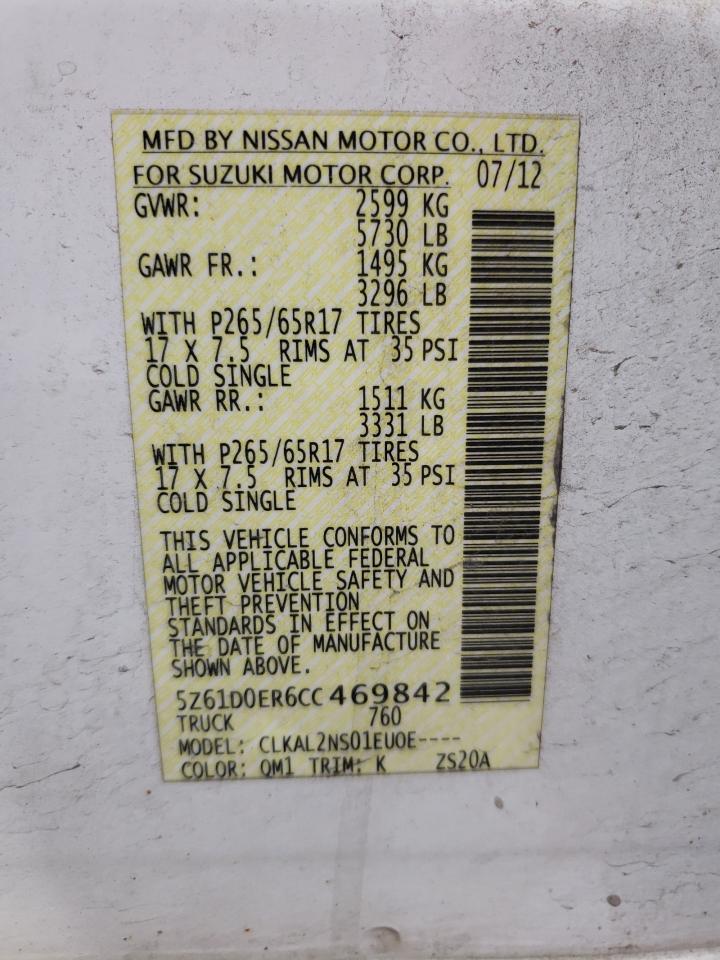 MFD BY NISSAN MOTOR CO., LTD.
FOR SUZUKI MOTOR CORP. 07/12
GVWR: 2599 KG
5730 LB
GAWR FR.: 1495 KG
3296 LB
WITH P265/65R17 TIRES
17 X 7.5 RIMS AT 35 PSI
COLD SINGLE
GAWR RR.: 1511 KG
3331 LB
WITH P265/65R17 TIRES
17 X 7.5 RIMS AT 35 PSI
COLD SINGLE
THIS VEHICLE CONFORMS TO
ALL APPLICABLE FEDERAL
MOTOR VEHICLE SAFETY AND
THEFT PREVENTION
STANDARDS IN EFFECT ON
THE DATE OF MANUFACTURE
SHOWN ABOVE.
5Z61D0ER6CC469842
TRUCK 760
MODEL: CLKAL2NS01EUOE----
COLOR: QM1 TRIM: K ZS20A